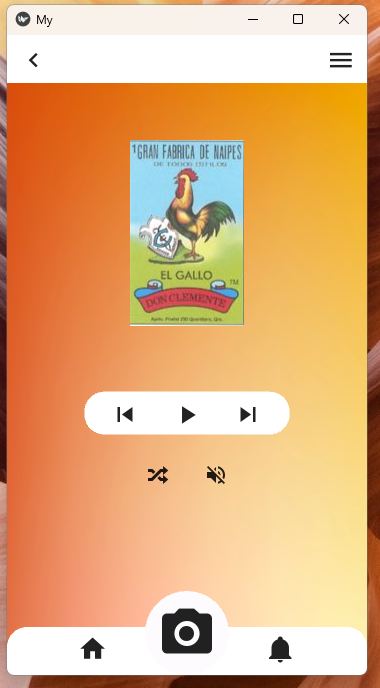 My
1 GRAN FABRICA DE NAIPES
DE TODOS ESTILOS
EL GALLO
TM
DON CLEMENTE
Apdo. Postal 250 Querétaro, Qro.